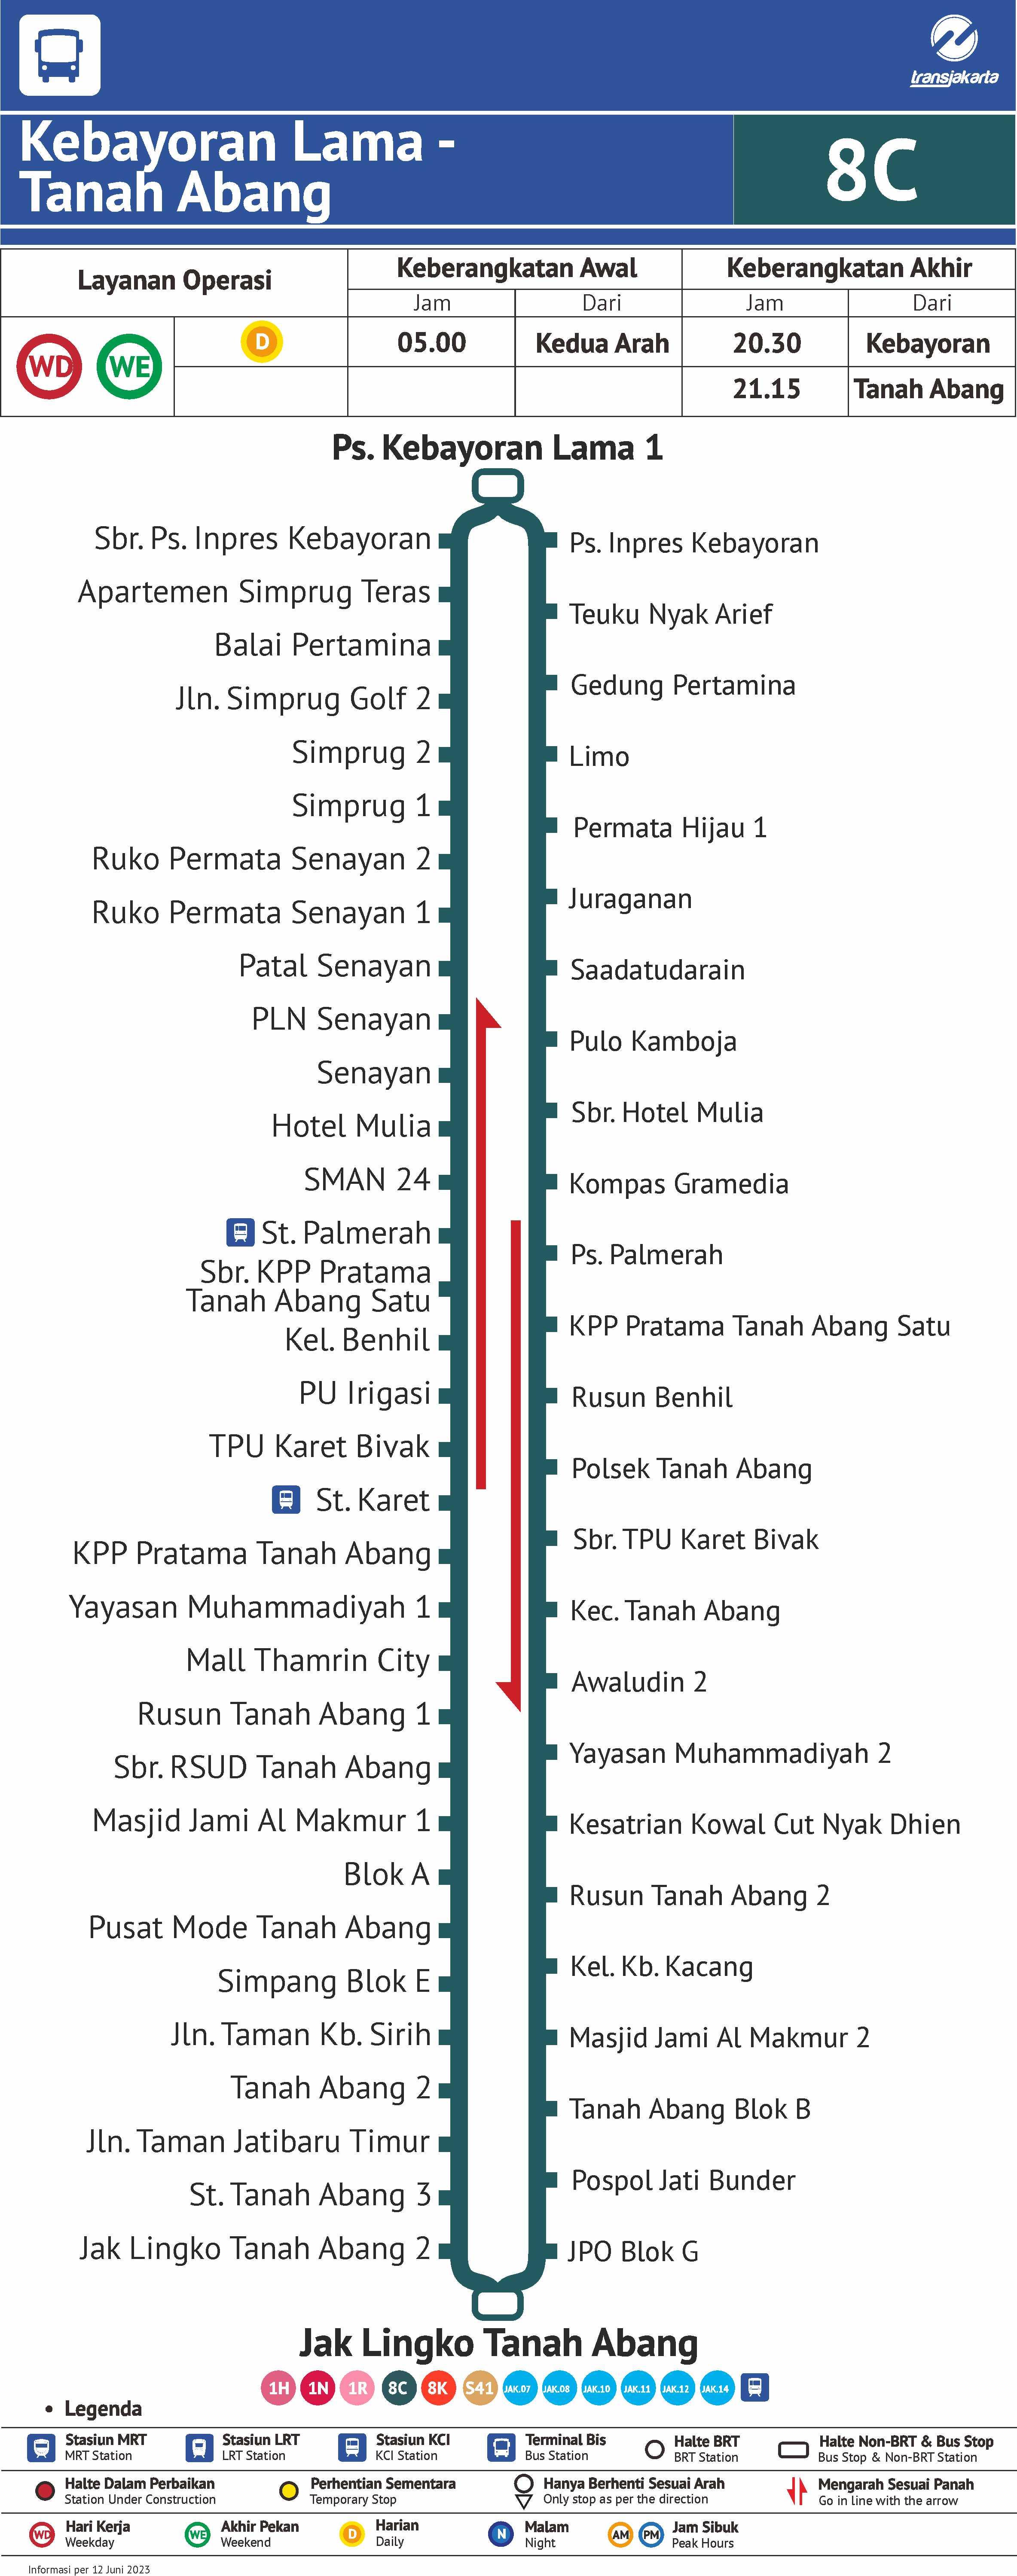 transjakarta
Kebayoran Lama -
Tanah Abang
8C
Layanan Operasi
Keberangkatan Awal
Keberangkatan Akhir
Jam
Dari
Jam
Dari
WD
WE
D
05.00
Kedua Arah
20.30
Kebayoran
21.15
Tanah Abang
Ps. Kebayoran Lama 1
Sbr. Ps. Inpres Kebayoran
Apartemen Simprug Teras
Balai Pertamina
Jln. Simprug Golf 2
Simprug 2
Simprug 1
Ruko Permata Senayan 2
Ruko Permata Senayan 1
Patal Senayan
PLN Senayan
Senayan
Hotel Mulia
SMAN 24
St. Palmerah
Sbr. KPP Pratama
Tanah Abang Satu
Kel. Benhil
PU Irigasi
TPU Karet Bivak
St. Karet
KPP Pratama Tanah Abang
Yayasan Muhammadiyah 1
Mall Thamrin City
Rusun Tanah Abang 1
Sbr. RSUD Tanah Abang
Masjid Jami Al Makmur 1
Blok A
Pusat Mode Tanah Abang
Simpang Blok E
Jln. Taman Kb. Sirih
Tanah Abang 2
Jln. Taman Jatibaru Timur
St. Tanah Abang 3
Jak Lingko Tanah Abang 2
Ps. Inpres Kebayoran
Teuku Nyak Arief
Gedung Pertamina
Limo
Permata Hijau 1
Juraganan
Saadatudarain
Pulo Kamboja
Sbr. Hotel Mulia
Kompas Gramedia
Ps. Palmerah
KPP Pratama Tanah Abang Satu
Rusun Benhil
Polsek Tanah Abang
Sbr. TPU Karet Bivak
Kec. Tanah Abang
Awaludin 2
Yayasan Muhammadiyah 2
Kesatrian Kowal Cut Nyak Dhien
Rusun Tanah Abang 2
Kel. Kb. Kacang
Masjid Jami Al Makmur 2
Tanah Abang Blok B
Pospol Jati Bunder
JPO Blok G
Jak Lingko Tanah Abang
1H 1N 1R 8C 8K S41 JAK.07 JAK.08 JAK.10 JAK.11 JAK.12 JAK.14
• Legenda
Stasiun MRT
MRT Station
Stasiun LRT
LRT Station
Stasiun KCI
KCI Station
Terminal Bis
Bus Station
Halte BRT
BRT Station
Halte Non-BRT & Bus Stop
Bus Stop & Non-BRT Station
Halte Dalam Perbaikan
Station Under Construction
Perhentian Sementara
Temporary Stop
Hanya Berhenti Sesuai Arah
Only stop as per the direction
Mengarah Sesuai Panah
Go in line with the arrow
WD
Hari Kerja
Weekday
WE
Akhir Pekan
Weekend
D
Harian
Daily
N
Malam
Night
AM PM
Jam Sibuk
Peak Hours
Informasi per 12 Juni 2023